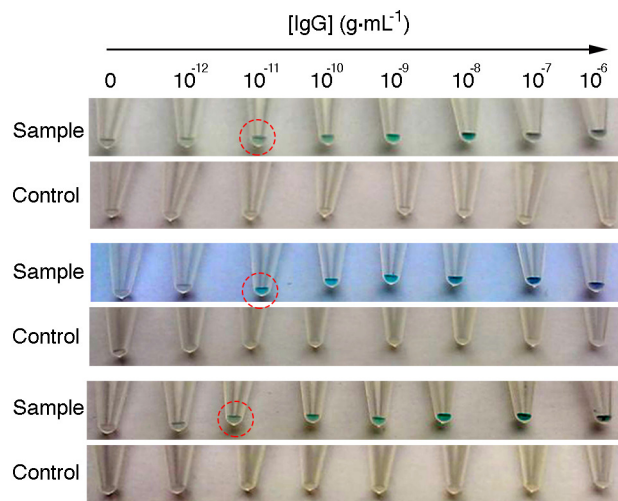 [IgG] (g·mL⁻¹)
0 10⁻¹² 10⁻¹¹ 10⁻¹⁰ 10⁻⁹ 10⁻⁸ 10⁻⁷ 10⁻⁶
Sample
Control
Sample
Control
Sample
Control